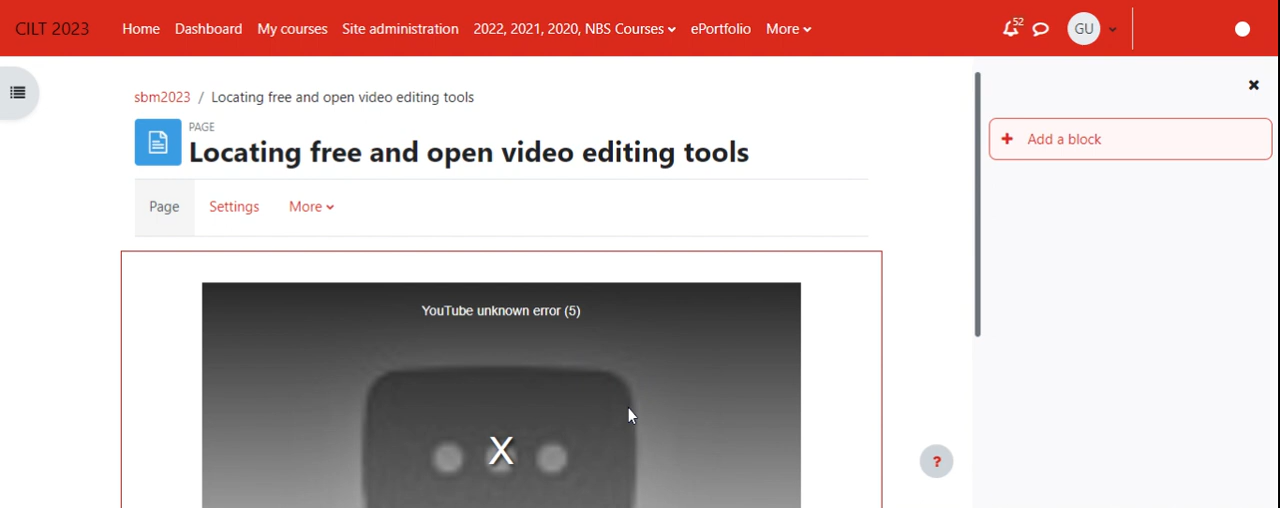 CILT 2023 Home Dashboard My courses Site administration 2022, 2021, 2020, NBS Courses ePortfolio More 52 GU
sbm2023 / Locating free and open video editing tools
+ Add a block
PAGE
Locating free and open video editing tools
Page Settings More
YouTube unknown error (5)
X
?